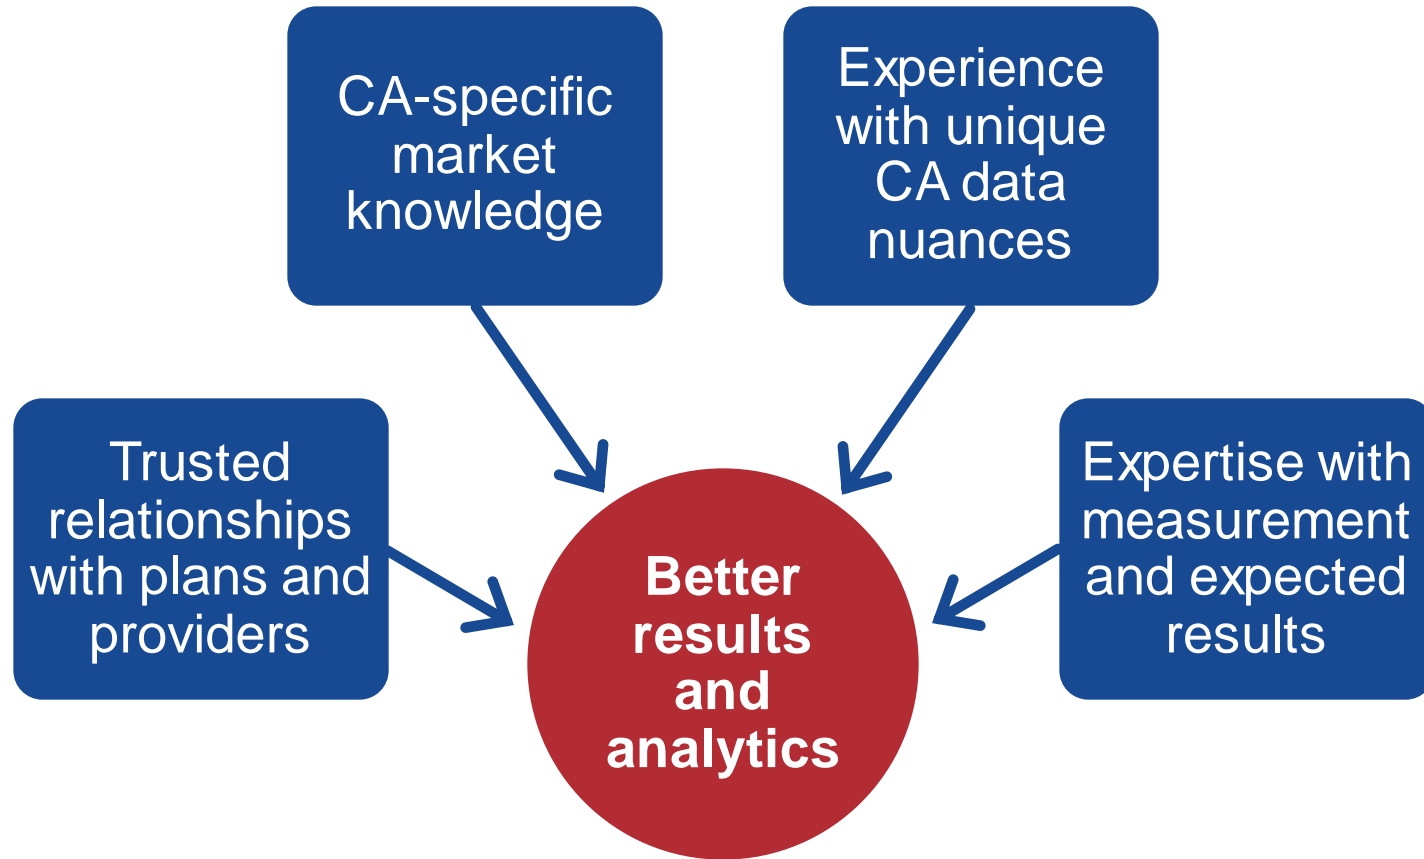 CA-specific
market
knowledge
Experience
with unique
CA data
nuances
Trusted
relationships
with plans and
providers
Expertise with
measurement
and expected
results
Better
results
and
analytics